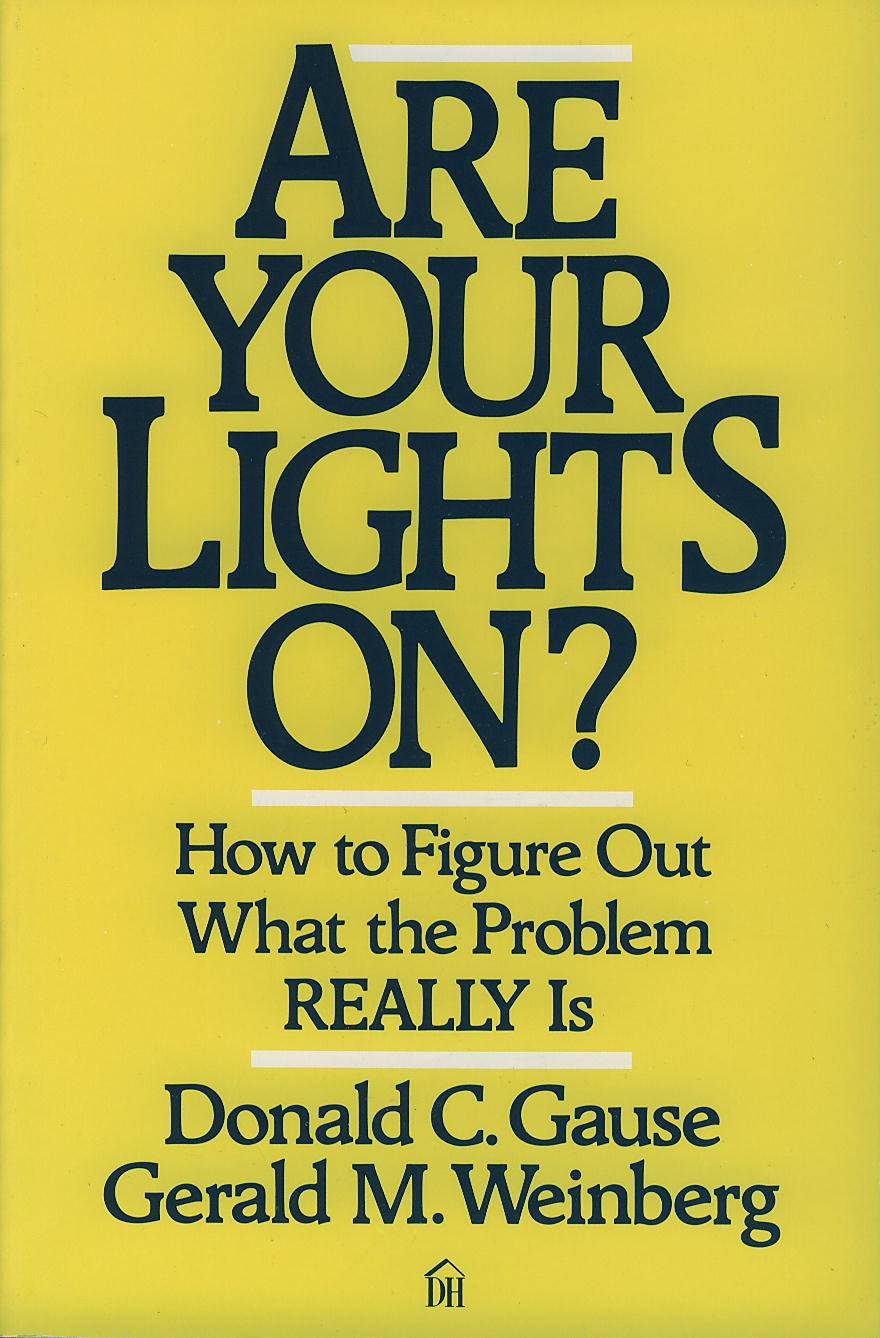 ARE
YOUR
LIGHTS
ON?
How to Figure Out
What the Problem
REALLY Is
Donald C. Gause
Gerald M. Weinberg
DH